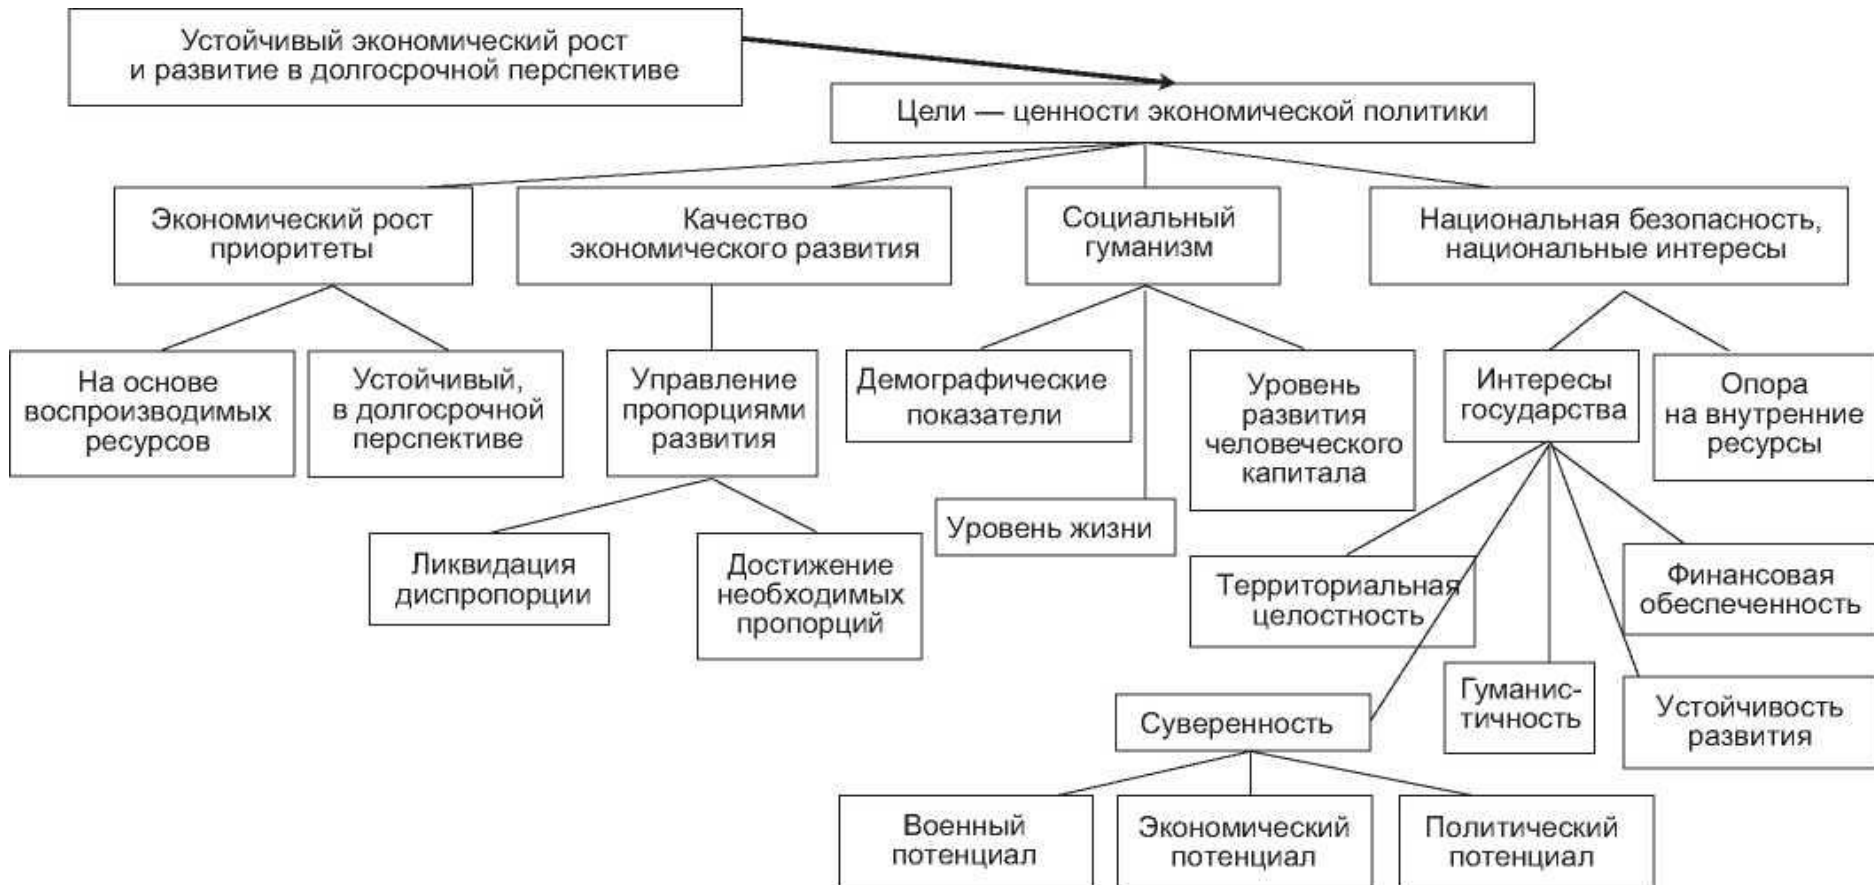 Устойчивый экономический рост
и развитие в долгосрочной перспективе
Цели — ценности экономической политики
Экономический рост
приоритеты
Качество
экономического развития
Социальный
гуманизм
Национальная безопасность,
национальные интересы
На основе
воспроизводимых
ресурсов
Устойчивый,
в долгосрочной
перспективе
Управление
пропорциями
развития
Демографические
показатели
Уровень
развития
человеческого
капитала
Интересы
государства
Опора
на внутренние
ресурсы
Ликвидация
диспропорции
Достижение
необходимых
пропорций
Уровень жизни
Территориальная
целостность
Финансовая
обеспеченность
Суверенность
Гуманис-
тичность
Устойчивость
развития
Военный
потенциал
Экономический
потенциал
Политический
потенциал